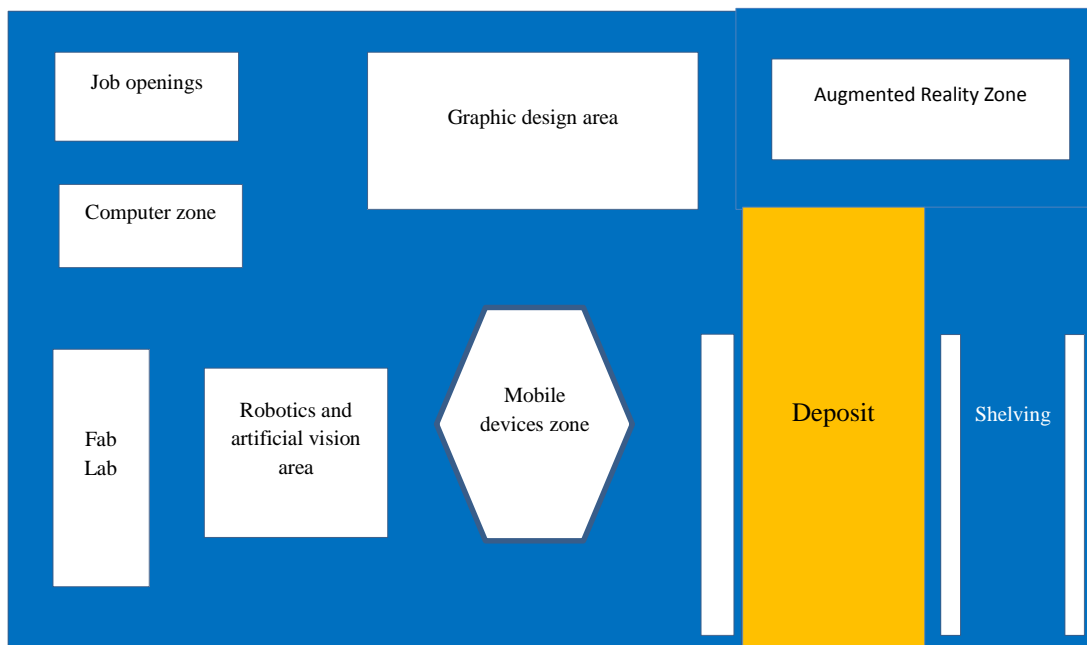 Job openings
Graphic design area
Augmented Reality Zone
Computer zone
Fab
Lab
Robotics and
artificial vision
area
Mobile
devices zone
Deposit
Shelving